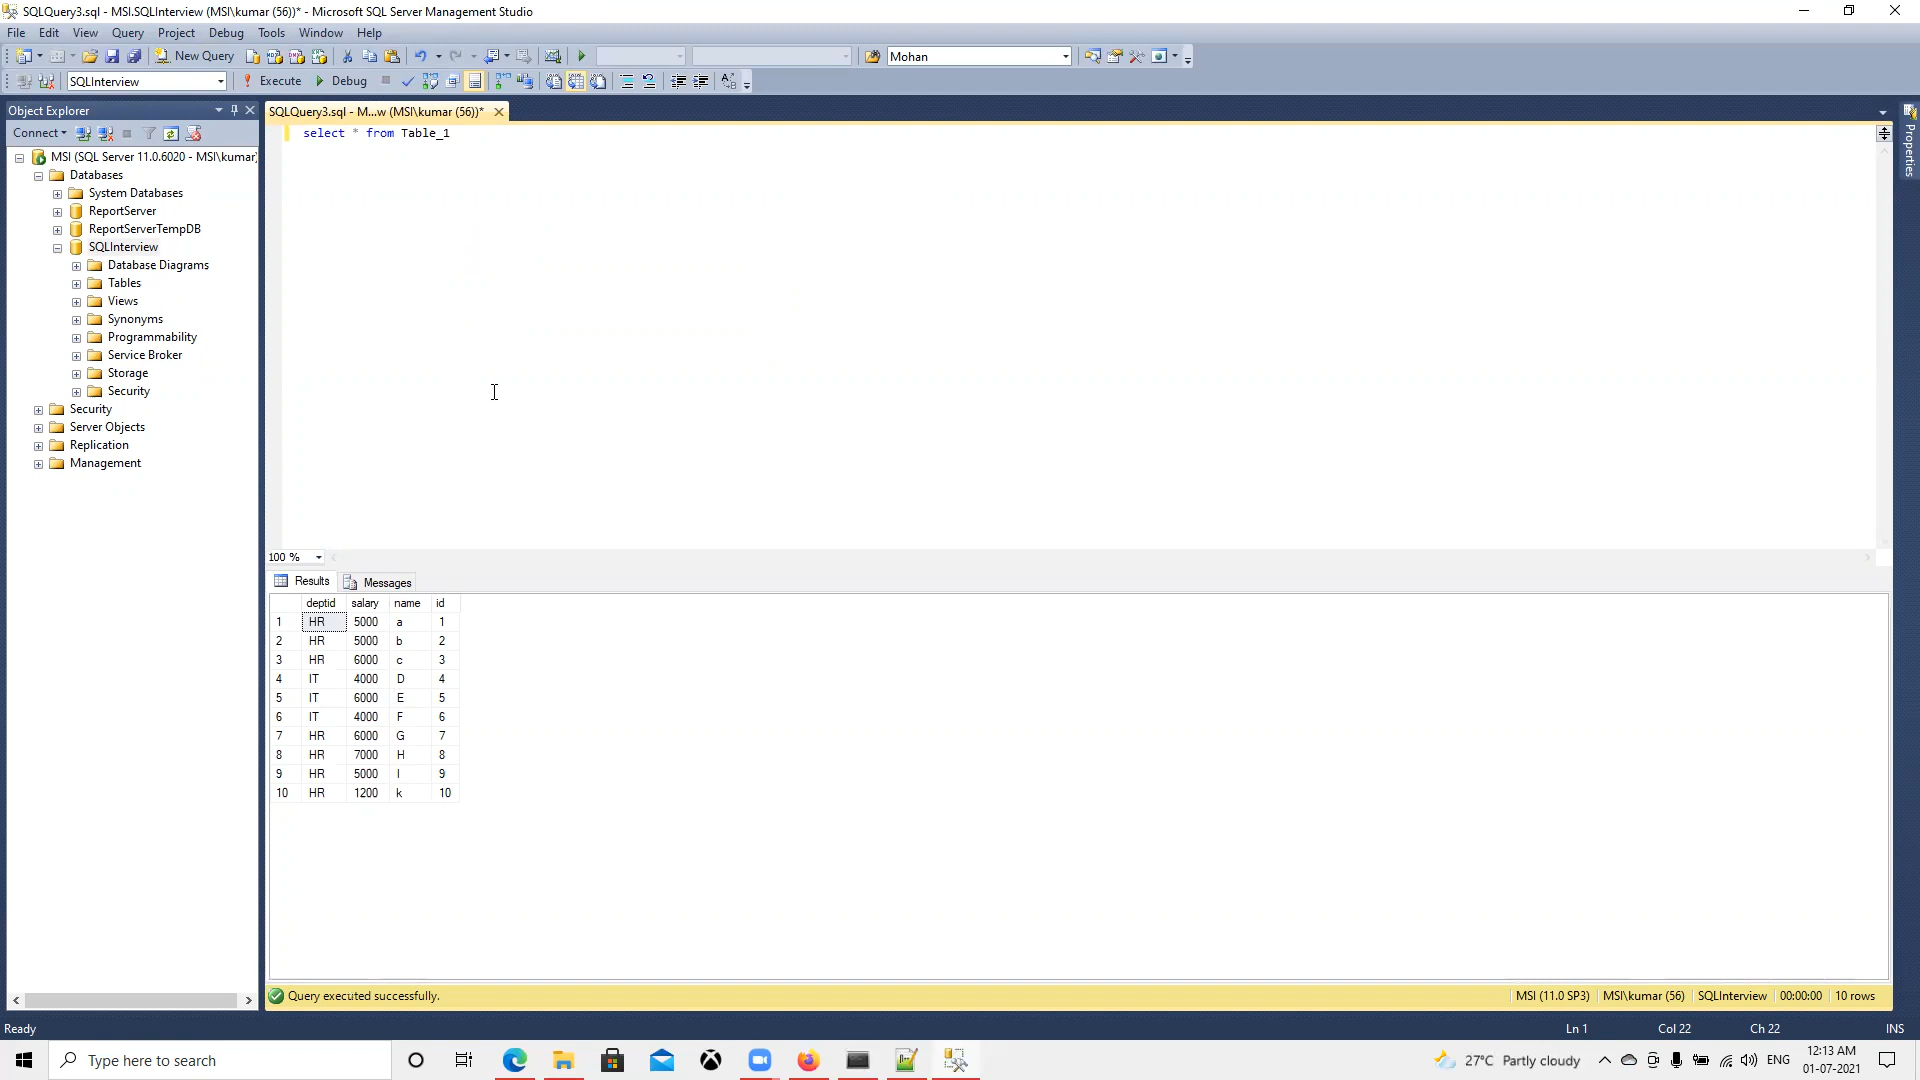 SQLQuery3.sql - MSI.SQLInterview (MSI\kumar (56))* - Microsoft SQL Server Management Studio
File Edit View Query Project Debug Tools Window Help
New Query Mohan
SQLInterview Execute Debug
Object Explorer
Connect
MSI (SQL Server 11.0.6020 - MSI\kumar)
Databases
System Databases
ReportServer
ReportServerTempDB
SQLInterview
Database Diagrams
Tables
Views
Synonyms
Programmability
Service Broker
Storage
Security
Security
Server Objects
Replication
Management
SQLQuery3.sql - M...w (MSI\kumar (56))*
select * from Table_1
Properties
100 %
Results Messages
deptid salary name id
1 HR 5000 a 1
2 HR 5000 b 2
3 HR 6000 c 3
4 IT 4000 D 4
5 IT 6000 E 5
6 IT 4000 F 6
7 HR 6000 G 7
8 HR 7000 H 8
9 HR 5000 I 9
10 HR 1200 k 10
Query executed successfully. MSI (11.0 SP3) MSI\kumar (56) SQLInterview 00:00:00 10 rows
Ready Ln 1 Col 22 Ch 22 INS
Type here to search 27°C Partly cloudy ENG 12:13 AM
01-07-2021